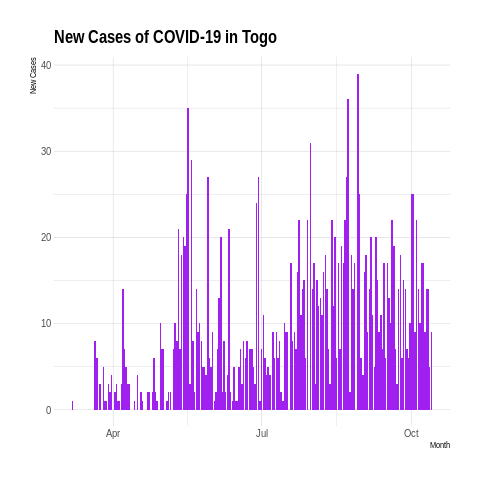 New Cases of COVID-19 in Togo
New Cases
40
30
20
10
0
Apr
Jul
Oct
Month